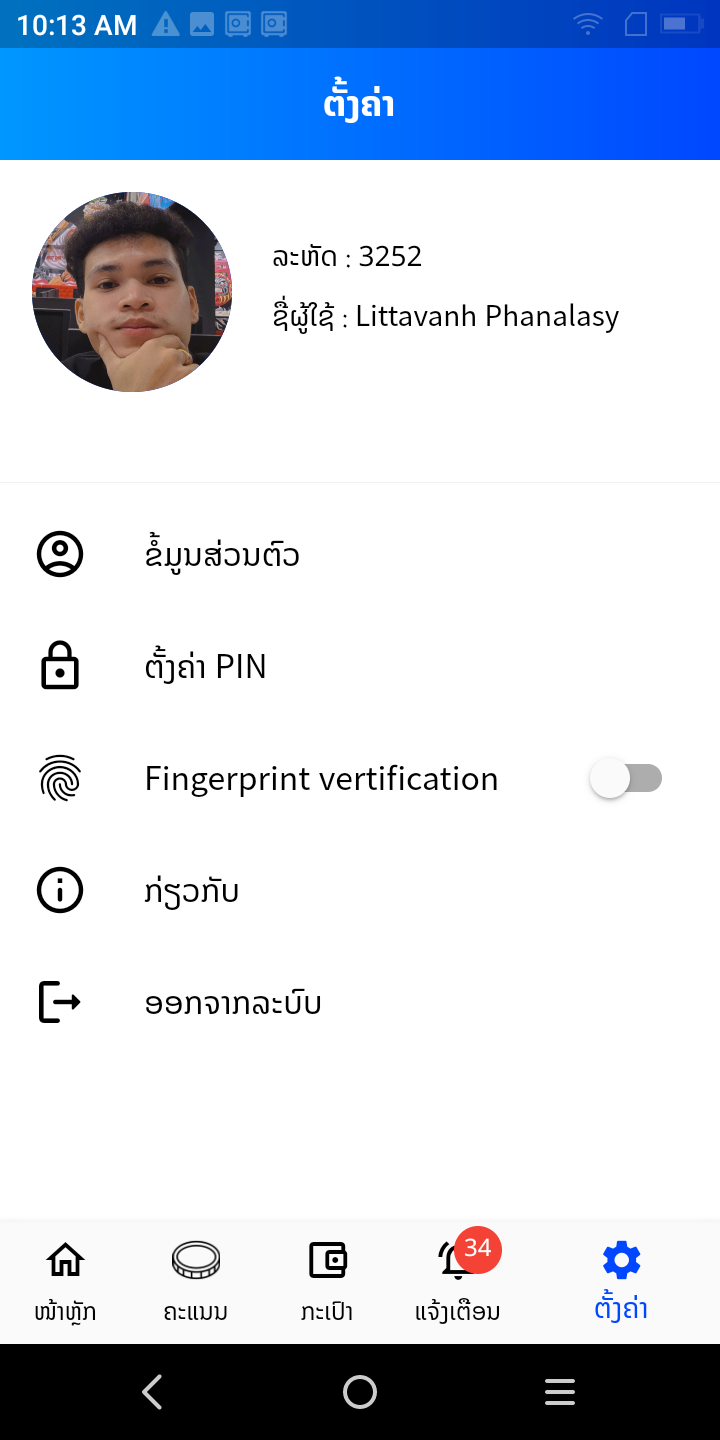 10:13 AM
ຕັ້ງຄ່າ
ລະຫັດ : 3252
ຊື່ຜູ້ໃຊ້ : Littavanh Phanalasy
ຂໍ້ມູນສ່ວນຕົວ
ຕັ້ງຄ່າ PIN
Fingerprint vertification
ກ່ຽວກັບ
ອອກຈາກລະບົບ
34
ໜ້າຫຼັກ
ຄະແນນ
ກະເປົາ
ແຈ້ງເຕືອນ
ຕັ້ງຄ່າ